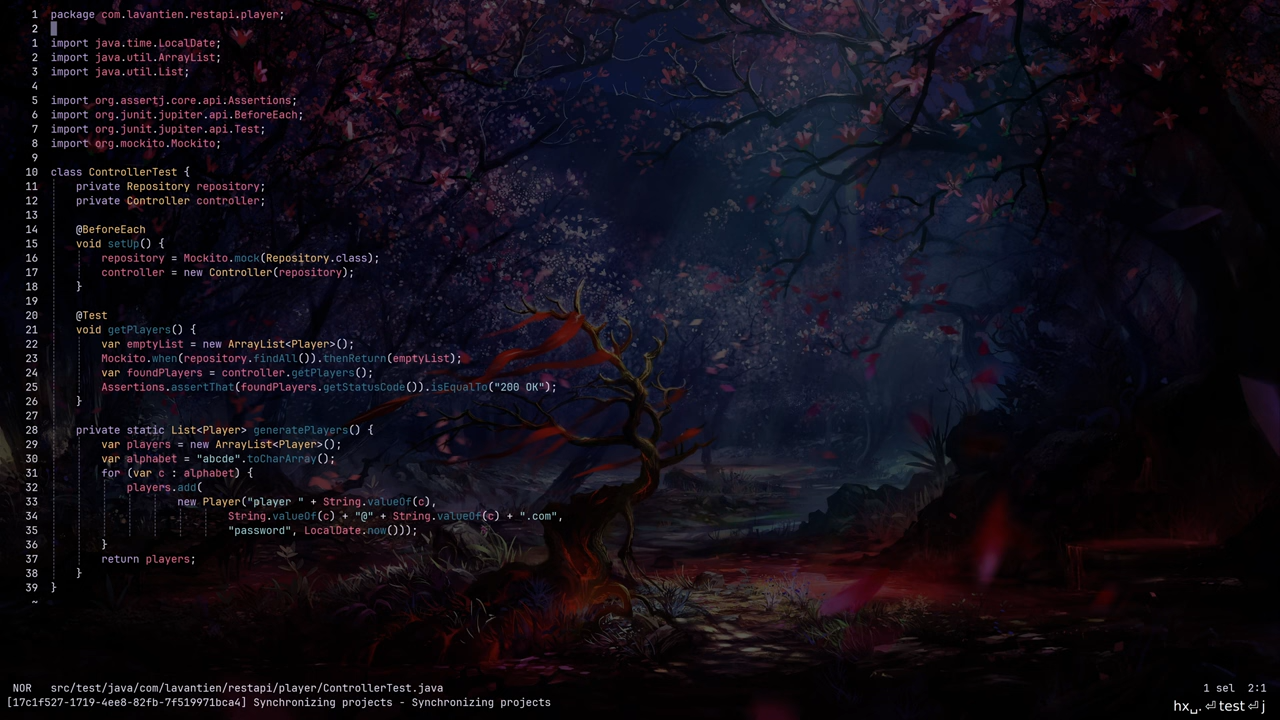 1 package com.lavantien.restapi.player;
2
1 import java.time.LocalDate;
2 import java.util.ArrayList;
3 import java.util.List;
4
5 import org.assertj.core.api.Assertions;
6 import org.junit.jupiter.api.BeforeEach;
7 import org.junit.jupiter.api.Test;
8 import org.mockito.Mockito;
9
10 class ControllerTest {
11     private Repository repository;
12     private Controller controller;
13
14     @BeforeEach
15     void setUp() {
16         repository = Mockito.mock(Repository.class);
17         controller = new Controller(repository);
18     }
19
20     @Test
21     void getPlayers() {
22         var emptyList = new ArrayList<Player>();
23         Mockito.when(repository.findAll()).thenReturn(emptyList);
24         var foundPlayers = controller.getPlayers();
25         Assertions.assertThat(foundPlayers.getStatusCode()).isEqualTo("200 OK");
26     }
27
28     private static List<Player> generatePlayers() {
29         var players = new ArrayList<Player>();
30         var alphabet = "abcde".toCharArray();
31         for (var c : alphabet) {
32             players.add(
33                     new Player("player " + String.valueOf(c),
34                             String.valueOf(c) + "@" + String.valueOf(c) + ".com",
35                             "password", LocalDate.now()));
36         }
37         return players;
38     }
39 }
~
NOR src/test/java/com/lavantien/restapi/player/ControllerTest.java 1 sel 2:1
[17c1f527-1719-4ee8-82fb-7f519971bca4] Synchronizing projects - Synchronizing projects
hx␣.⏎test⏎j